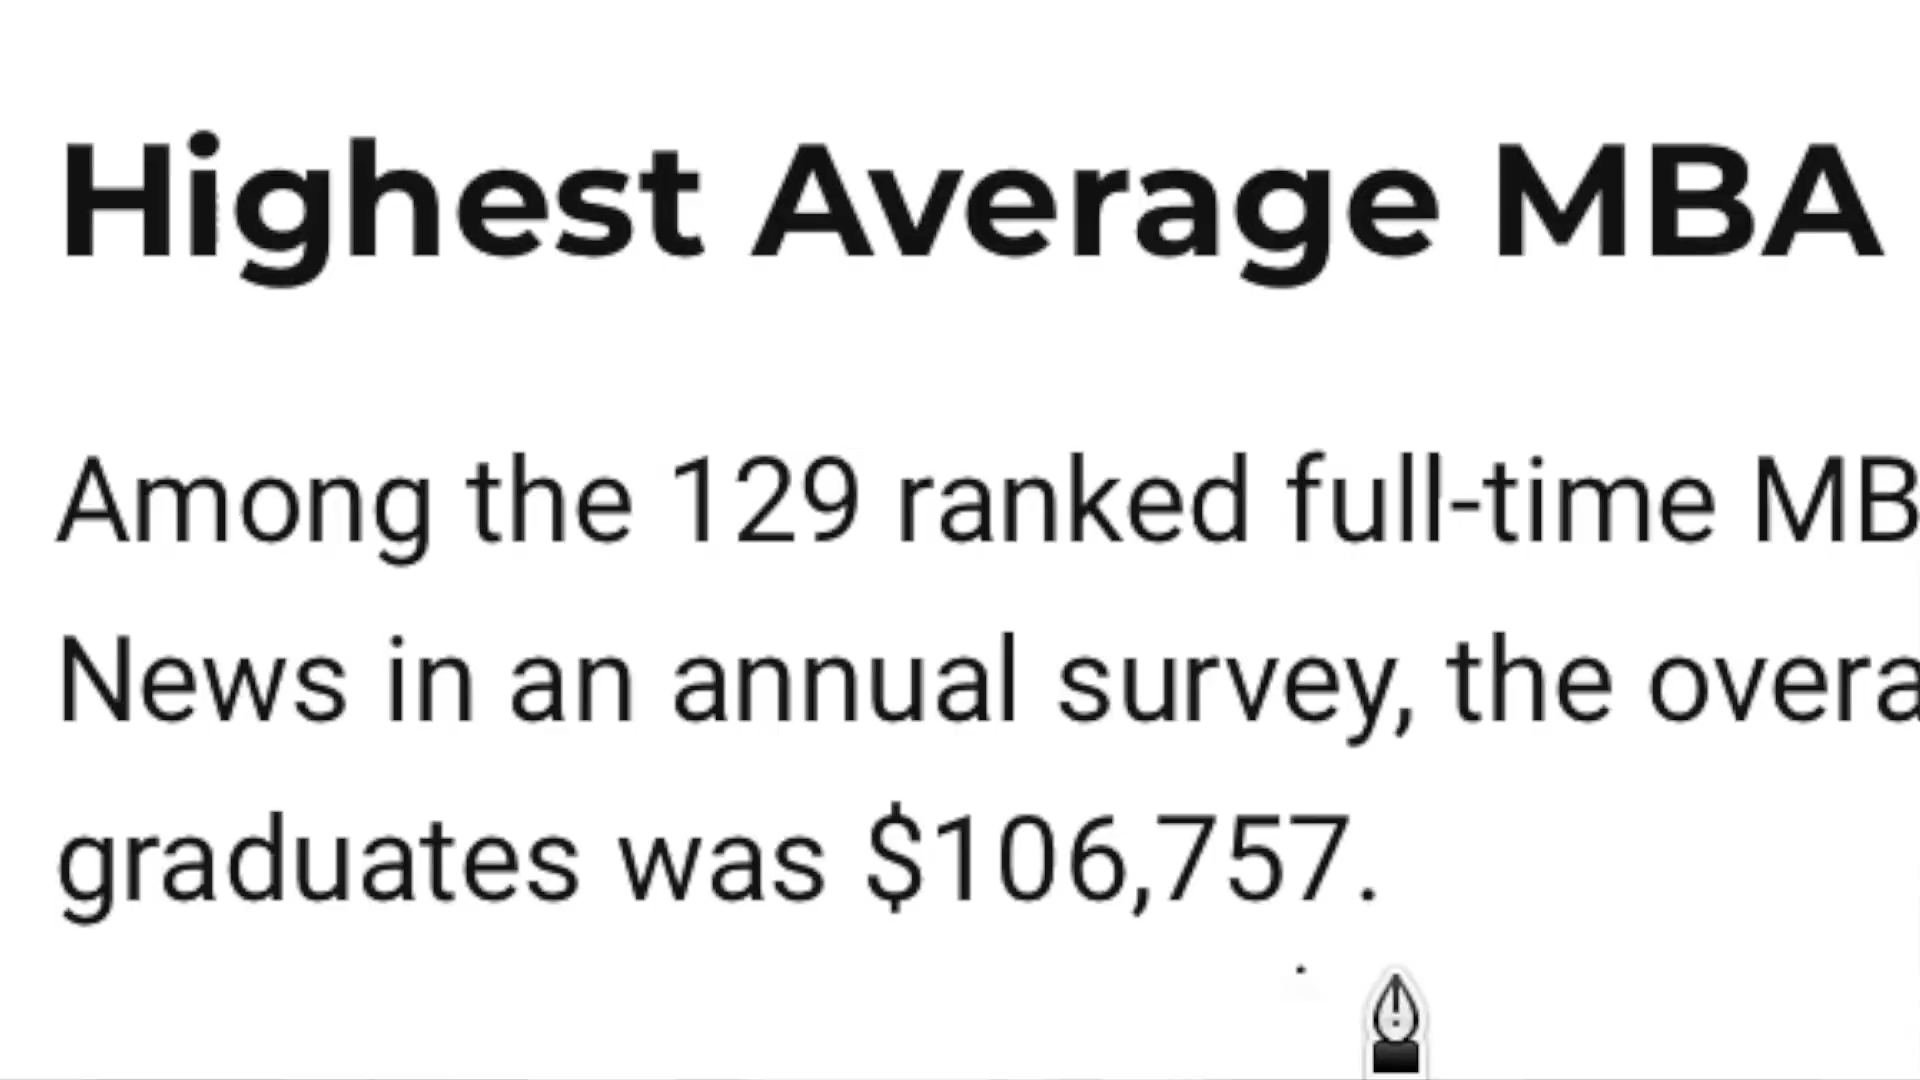 Highest Average MBA
Among the 129 ranked full-time MB
News in an annual survey, the overa
graduates was $106,757.